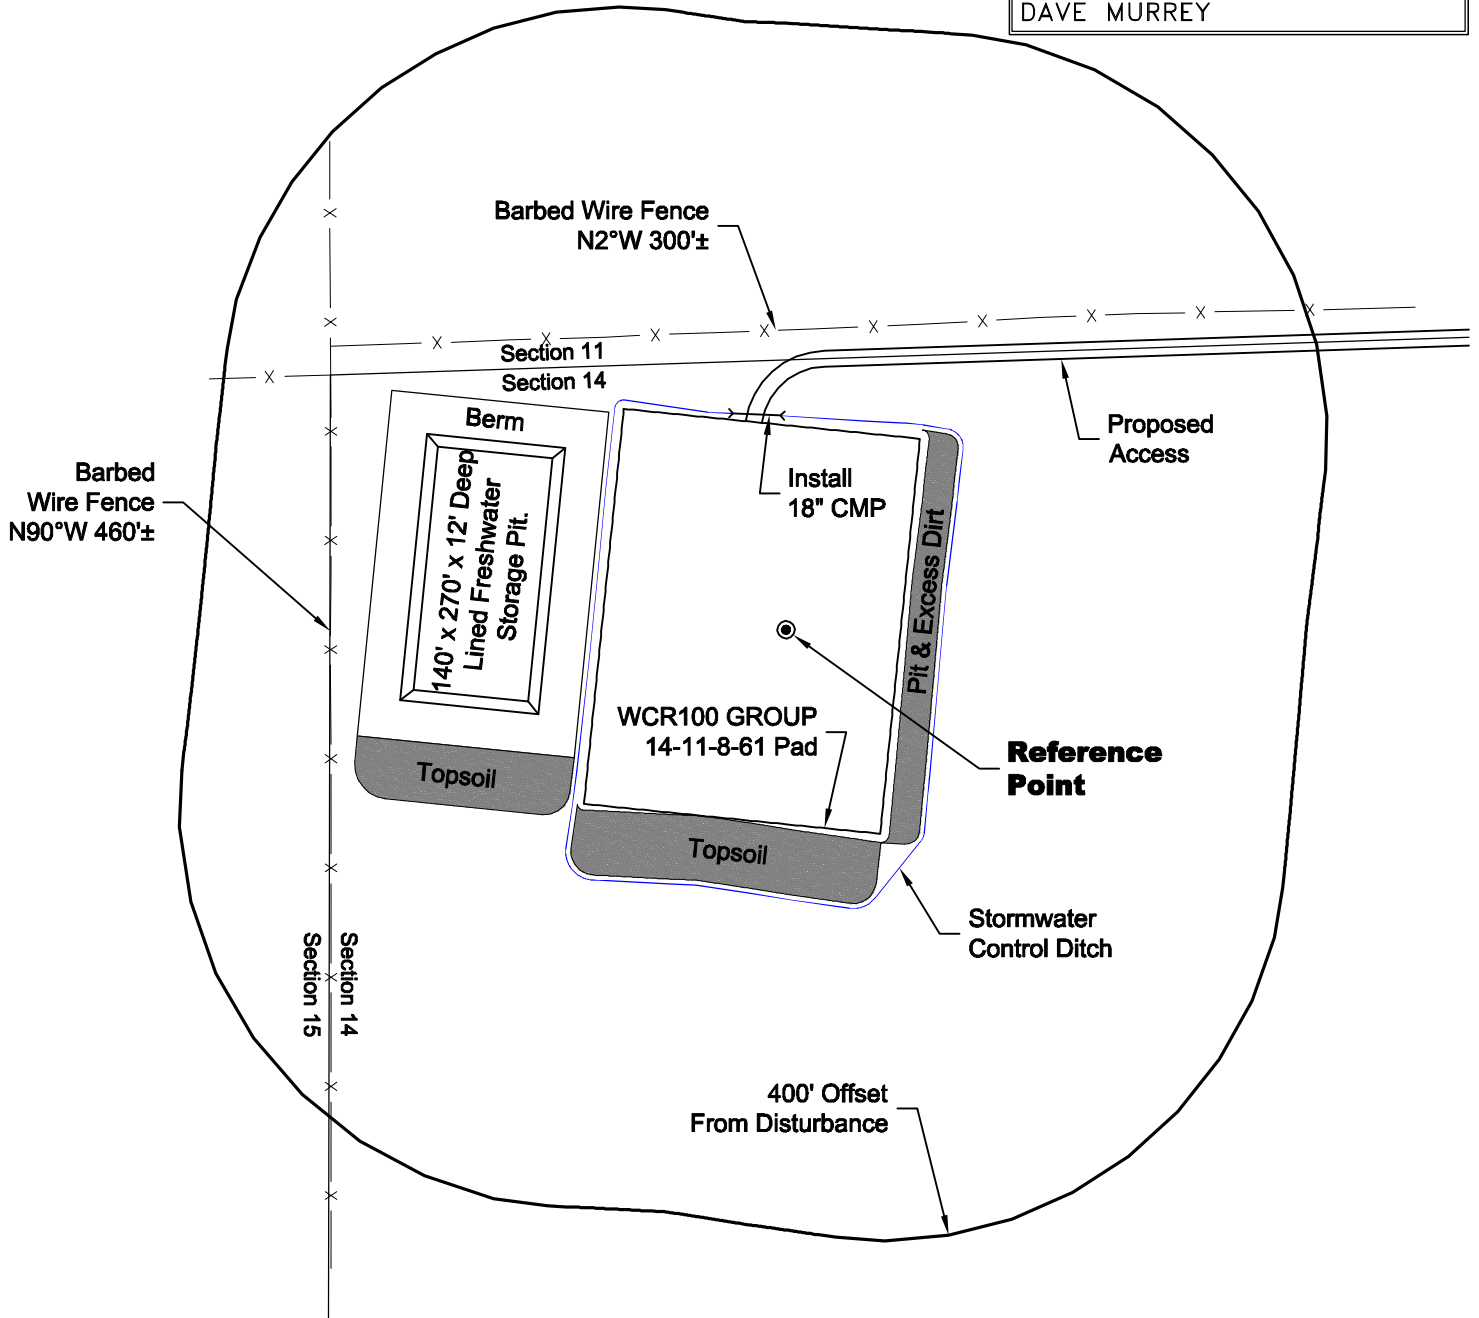 DAVE MURREY
Barbed Wire Fence
N2°W 300'±
Section 11
Section 14
Berm
140' x 270' x 12' Deep
Lined Freshwater
Storage Pit.
Barbed
Wire Fence
N90°W 460'±
Install
18" CMP
Proposed
Access
Pit & Excess Dirt
WCR100 GROUP
14-11-8-61 Pad
Reference
Point
Topsoil
Topsoil
Stormwater
Control Ditch
Section 14
Section 15
400' Offset
From Disturbance